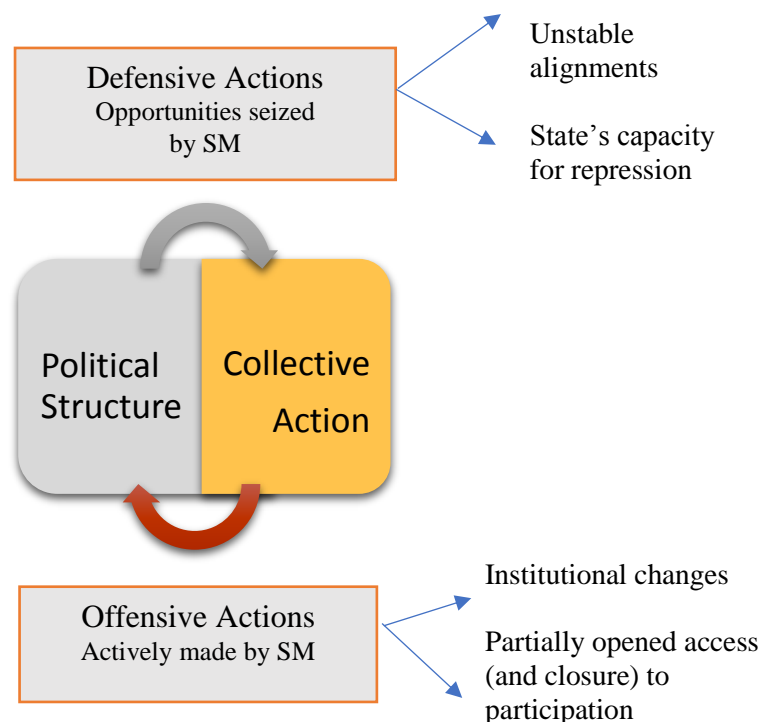 Defensive Actions
Opportunities seized
by SM
Unstable
alignments
State’s capacity
for repression
Political
Structure
Collective
Action
Offensive Actions
Actively made by SM
Institutional changes
Partially opened access
(and closure) to
participation